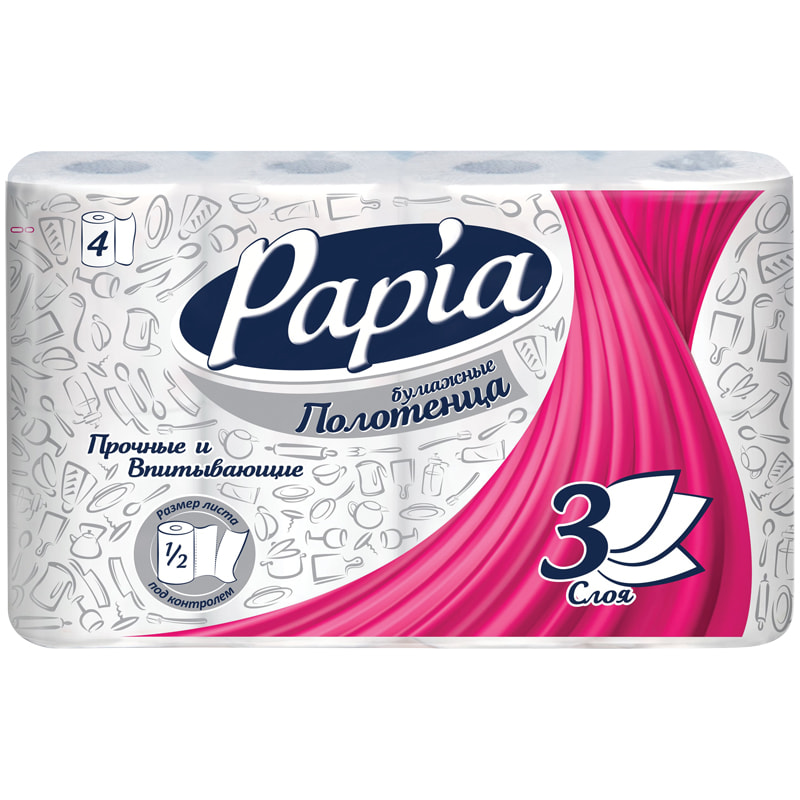 4
Papia
бумажные
Полотенца
Прочные и
Впитывающие
Размер листа
1/2
под контролем
3
Слоя